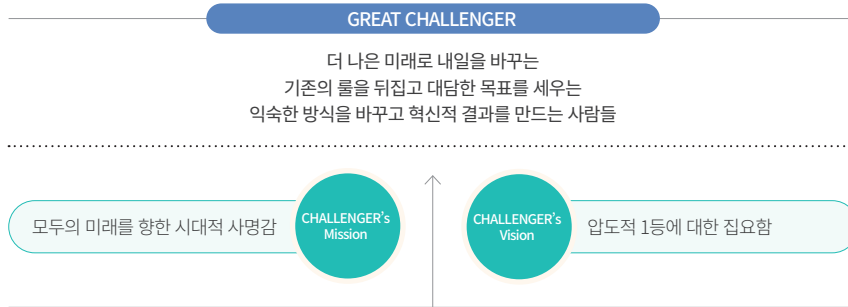 GREAT CHALLENGER
더 나은 미래로 내일을 바꾸는
기존의 룰을 뒤집고 대담한 목표를 세우는
익숙한 방식을 바꾸고 혁신적 결과를 만드는 사람들
모두의 미래를 향한 시대적 사명감
CHALLENGER's
Mission
CHALLENGER's
Vision
압도적 1등에 대한 집요함